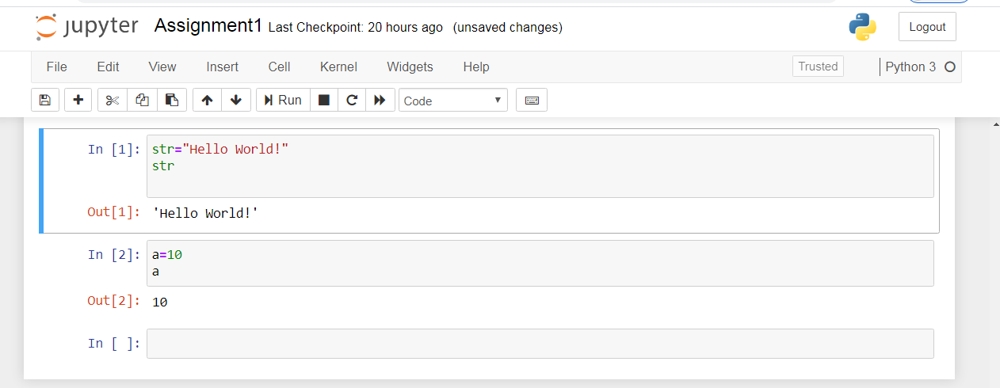 jupyter Assignment1 Last Checkpoint: 20 hours ago (unsaved changes) Logout
File Edit View Insert Cell Kernel Widgets Help Trusted Python 3
Run Code
In [1]: str="Hello World!"
str
Out[1]: 'Hello World!'
In [2]: a=10
a
Out[2]: 10
In [ ]: